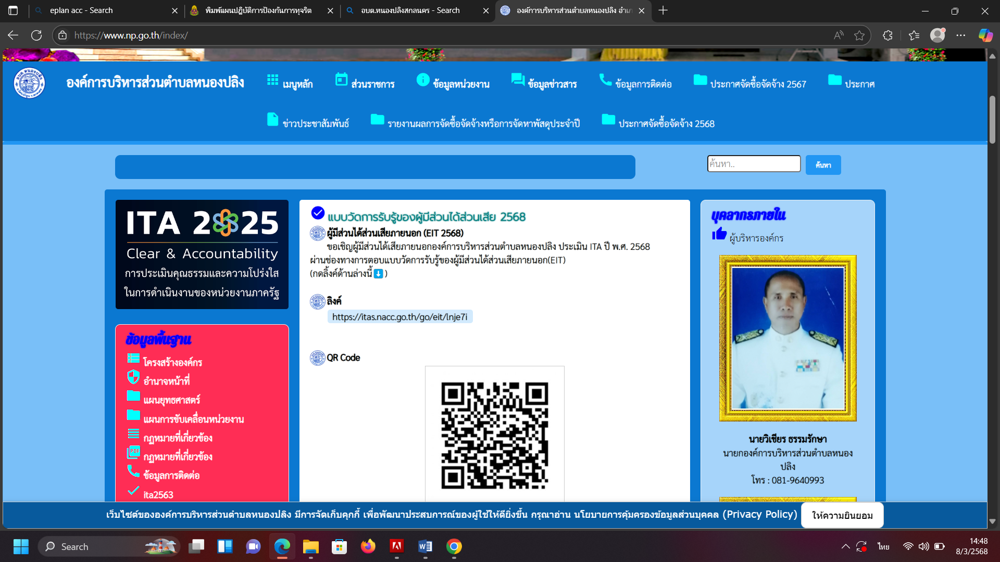 eplan acc - Search
พิมพ์แผนปฏิบัติการป้องกันการทุจริต
อบต.หนองปลิงสกลนคร - Search
องค์การบริหารส่วนตำบลหนองปลิง อำเภ
https://www.np.go.th/index/
องค์การบริหารส่วนตำบลหนองปลิง
เมนูหลัก
ส่วนราชการ
ข้อมูลหน่วยงาน
ข้อมูลข่าวสาร
ข้อมูลการติดต่อ
ประกาศจัดซื้อจัดจ้าง 2567
ประกาศ
ข่าวประชาสัมพันธ์
รายงานผลการจัดซื้อจัดจ้างหรือการจัดหาพัสดุประจำปี
ประกาศจัดซื้อจัดจ้าง 2568
ค้นหา..
ค้นหา
ITA 2025
Clear & Accountability
การประเมินคุณธรรมและความโปร่งใส
ในการดำเนินงานของหน่วยงานภาครัฐ
ข้อมูลพื้นฐาน
โครงสร้างองค์กร
อำนาจหน้าที่
แผนยุทธศาสตร์
แผนการขับเคลื่อนหน่วยงาน
กฎหมายที่เกี่ยวข้อง
PDF
กฎหมายที่เกี่ยวข้อง
ข้อมูลการติดต่อ
ita2563
แบบวัดการรับรู้ของผู้มีส่วนได้ส่วนเสีย 2568
ผู้มีส่วนได้ส่วนเสียภายนอก (EIT 2568)
ขอเชิญผู้มีส่วนได้เสียภายนอกองค์การบริหารส่วนตำบลหนองปลิง ประเมิน ITA ปี พ.ศ. 2568
ผ่านช่องทางการตอบแบบวัดการรับรู้ของผู้มีส่วนได้ส่วนเสียภายนอก(EIT)
(กดลิ้งค์ด้านล่างนี้⬇)
ลิงค์
https://itas.nacc.go.th/go/eit/lnje7i
QR Code
บุคลากรภายใน
ผู้บริหารองค์กร
นายวิเชียร ธรรมรักษา
นายกองค์การบริหารส่วนตำบลหนอง
ปลิง
โทร : 081-9640993
เว็บไซต์ขององค์การบริหารส่วนตำบลหนองปลิง มีการจัดเก็บคุกกี้ เพื่อพัฒนาประสบการณ์ของผู้ใช้ให้ดียิ่งขึ้น กรุณาอ่าน นโยบายการคุ้มครองข้อมูลส่วนบุคคล (Privacy Policy)
ให้ความยินยอม
Search
ไทย
14:48
8/3/2568